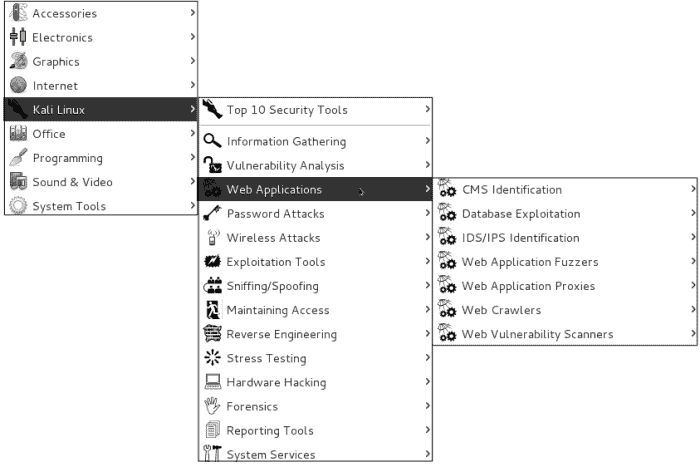 Accessories
Electronics
Graphics
Internet
Kali Linux
Office
Programming
Sound & Video
System Tools
Top 10 Security Tools
Information Gathering
Vulnerability Analysis
Web Applications
Password Attacks
Wireless Attacks
Exploitation Tools
Sniffing/Spoofing
Maintaining Access
Reverse Engineering
Stress Testing
Hardware Hacking
Forensics
Reporting Tools
System Services
CMS Identification
Database Exploitation
IDS/IPS Identification
Web Application Fuzzers
Web Application Proxies
Web Crawlers
Web Vulnerability Scanners